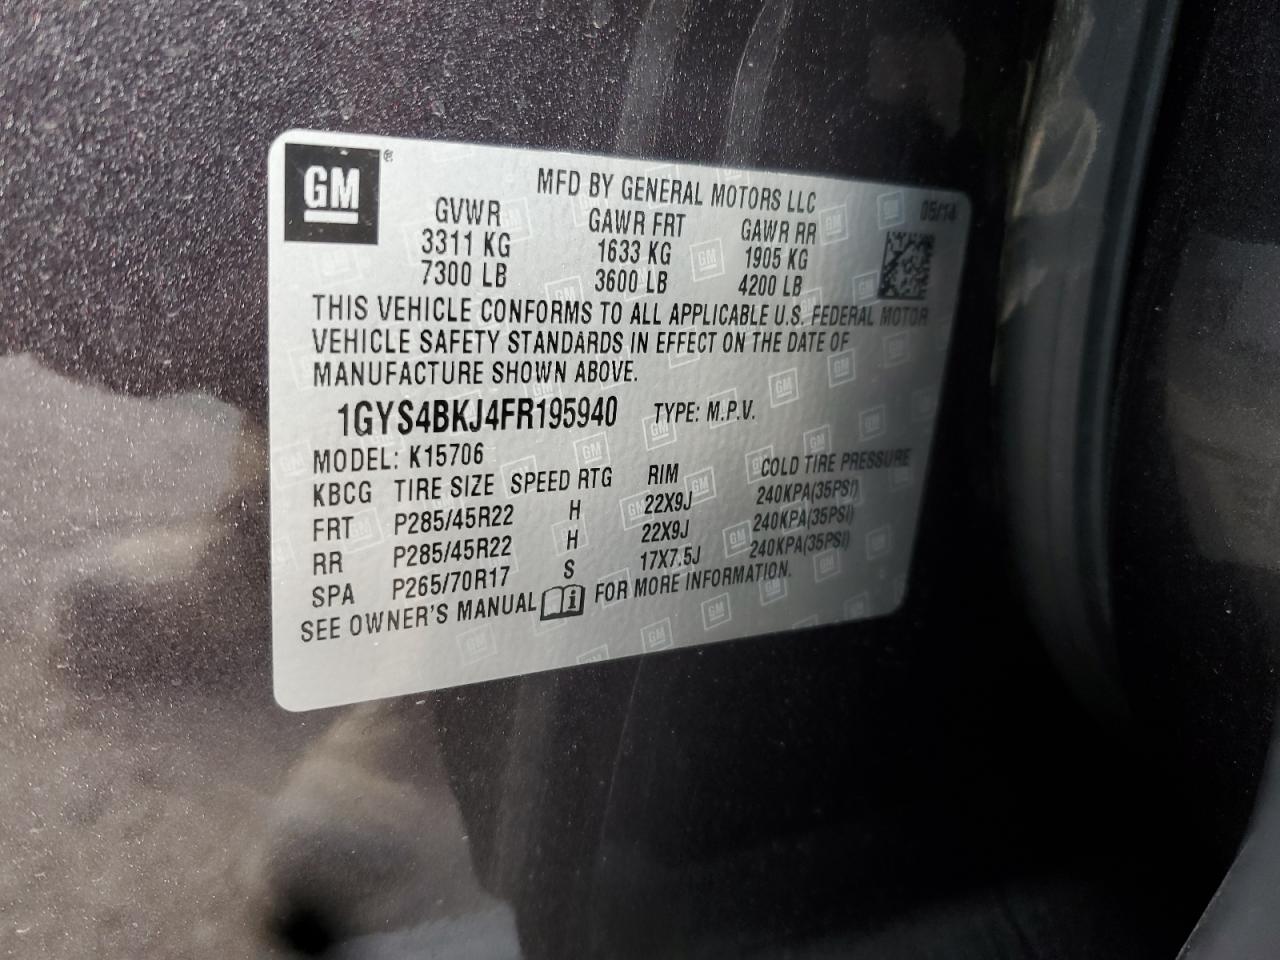 GM ®
MFD BY GENERAL MOTORS LLC
05/14
GVWR GAWR FRT GAWR RR
3311 KG 1633 KG 1905 KG
7300 LB 3600 LB 4200 LB
THIS VEHICLE CONFORMS TO ALL APPLICABLE U.S. FEDERAL MOTOR
VEHICLE SAFETY STANDARDS IN EFFECT ON THE DATE OF
MANUFACTURE SHOWN ABOVE.
1GYS4BKJ4FR195940 TYPE: M.P.V.
MODEL: K15706
KBCG TIRE SIZE SPEED RTG RIM COLD TIRE PRESSURE
FRT P285/45R22 H 22X9J 240KPA(35PSI)
RR P285/45R22 H 22X9J 240KPA(35PSI)
SPA P265/70R17 S 17X7.5J 240KPA(35PSI)
SEE OWNER'S MANUAL i FOR MORE INFORMATION.